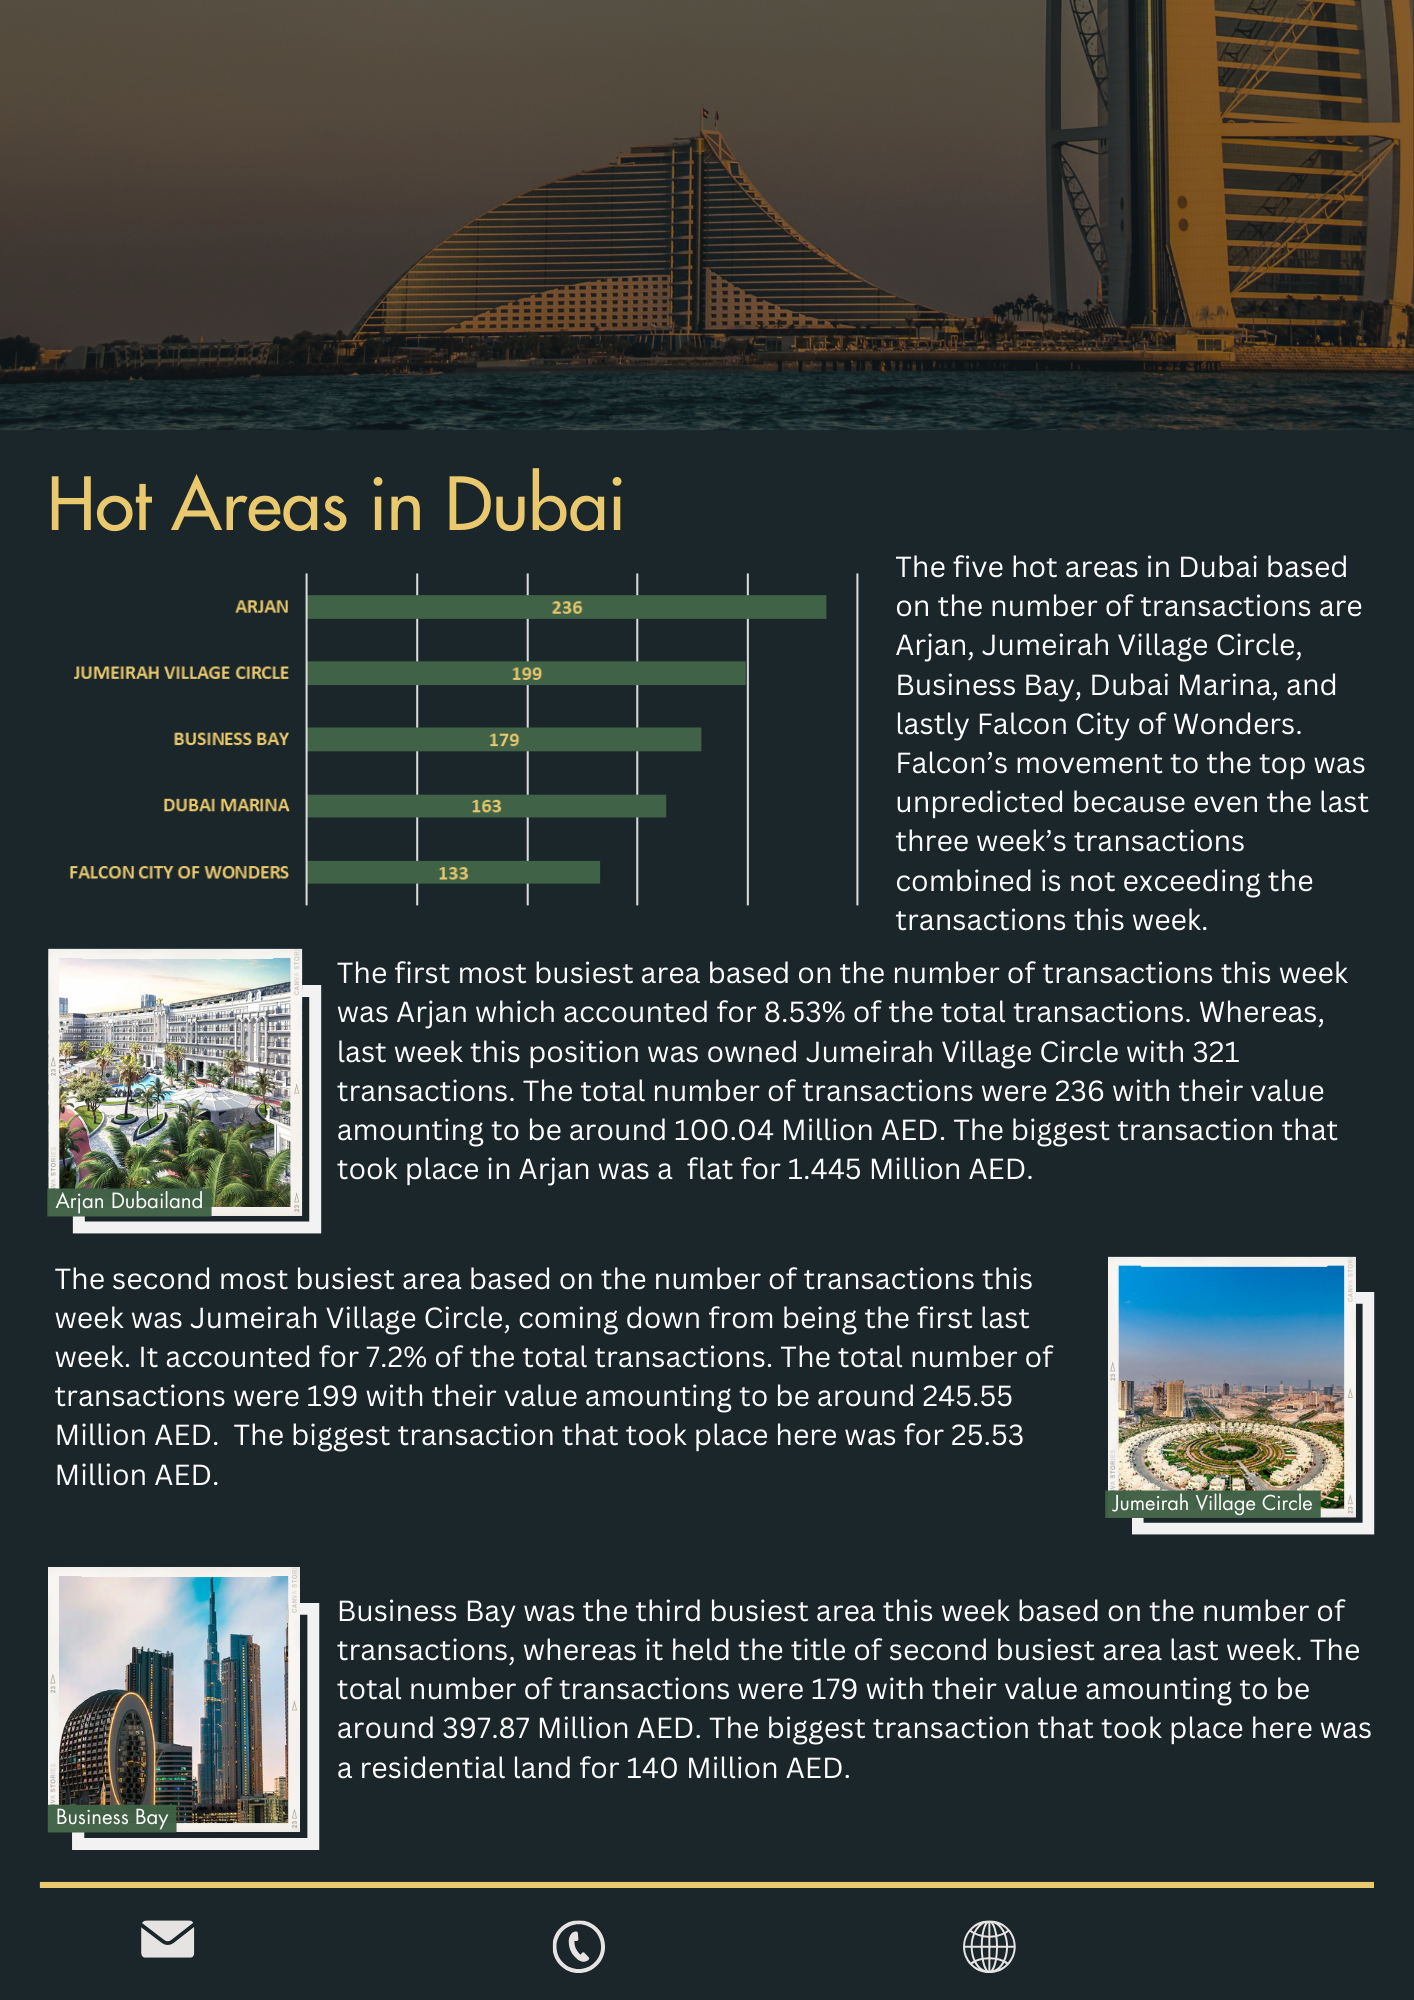 Hot Areas in Dubai
ARJAN 236
JUMEIRAH VILLAGE CIRCLE 199
BUSINESS BAY 179
DUBAI MARINA 163
FALCON CITY OF WONDERS 133
The five hot areas in Dubai based
on the number of transactions are
Arjan, Jumeirah Village Circle,
Business Bay, Dubai Marina, and
lastly Falcon City of Wonders.
Falcon’s movement to the top was
unpredicted because even the last
three week’s transactions
combined is not exceeding the
transactions this week.
The first most busiest area based on the number of transactions this week
was Arjan which accounted for 8.53% of the total transactions. Whereas,
last week this position was owned Jumeirah Village Circle with 321
transactions. The total number of transactions were 236 with their value
amounting to be around 100.04 Million AED. The biggest transaction that
took place in Arjan was a  flat for 1.445 Million AED.
Arjan Dubailand
The second most busiest area based on the number of transactions this
week was Jumeirah Village Circle, coming down from being the first last
week. It accounted for 7.2% of the total transactions. The total number of
transactions were 199 with their value amounting to be around 245.55
Million AED.  The biggest transaction that took place here was for 25.53
Million AED.
Jumeirah Village Circle
Business Bay was the third busiest area this week based on the number of
transactions, whereas it held the title of second busiest area last week. The
total number of transactions were 179 with their value amounting to be
around 397.87 Million AED. The biggest transaction that took place here was
a residential land for 140 Million AED.
Business Bay